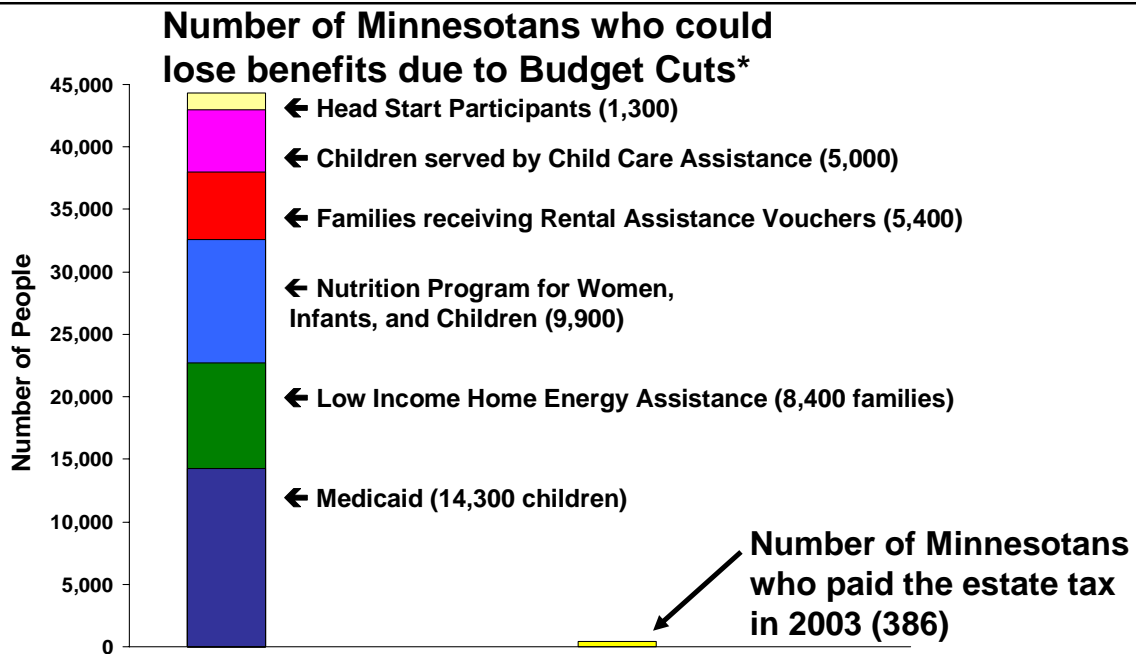 Number of Minnesotans who could
lose benefits due to Budget Cuts*
45,000
40,000
35,000
30,000
25,000
20,000
15,000
10,000
5,000
0
Number of People
← Head Start Participants (1,300)
← Children served by Child Care Assistance (5,000)
← Families receiving Rental Assistance Vouchers (5,400)
← Nutrition Program for Women,
Infants, and Children (9,900)
← Low Income Home Energy Assistance (8,400 families)
← Medicaid (14,300 children)
Number of Minnesotans
who paid the estate tax
in 2003 (386)